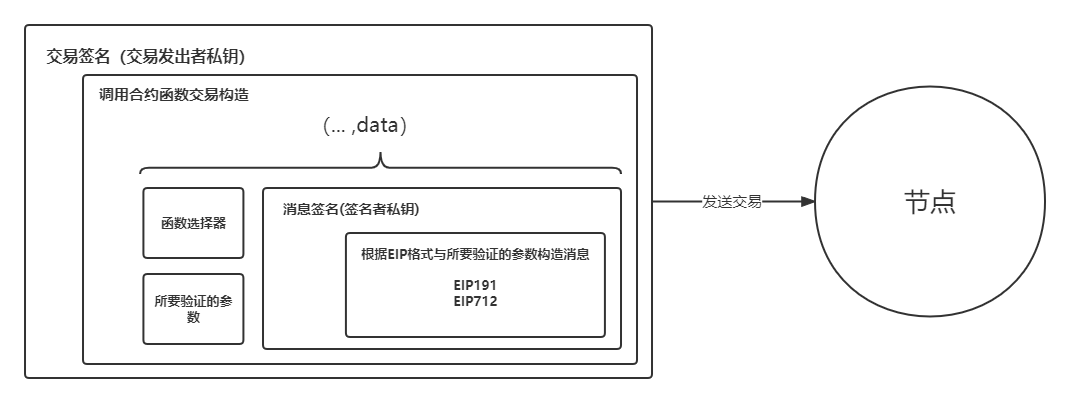 交易签名（交易发出者私钥）
调用合约函数交易构造
（... ,data）
函数选择器
消息签名(签名者私钥)
根据EIP格式与所要验证的参数构造消息
EIP191
EIP712
所要验证的参
数
发送交易
节点